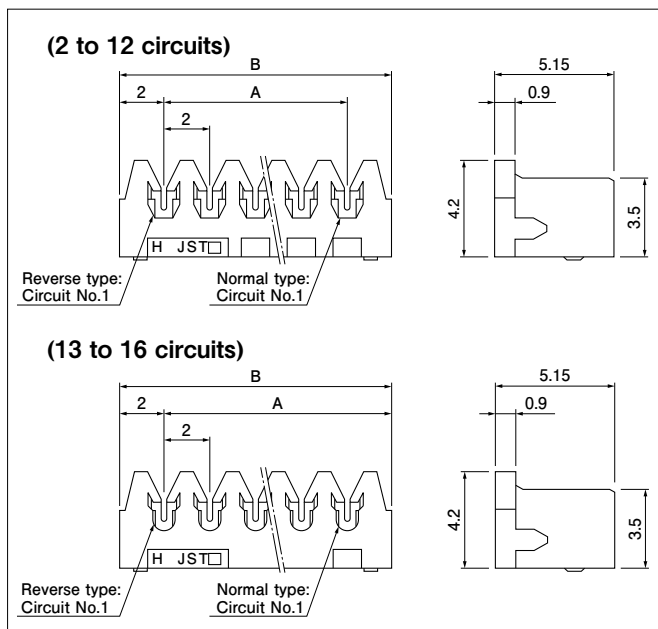 (2 to 12 circuits)
B
5.15
2
A
0.9
2
4.2
3.5
H JST□
Reverse type:
Circuit No.1
Normal type:
Circuit No.1
(13 to 16 circuits)
B
5.15
2
A
0.9
2
4.2
3.5
H JST□
Reverse type:
Circuit No.1
Normal type:
Circuit No.1